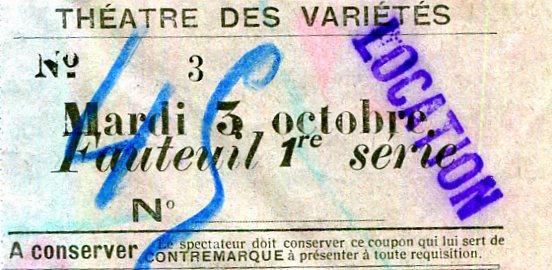 THÉATRE DES VARIÉTÉS
Nº 3
LOCATION
Mardi 3 octobre.
Fauteuil 1re série
45
N°
A conserver Le spectateur doit conserver ce coupon qui lui sert de
CONTREMARQUE à présenter à toute requisition.